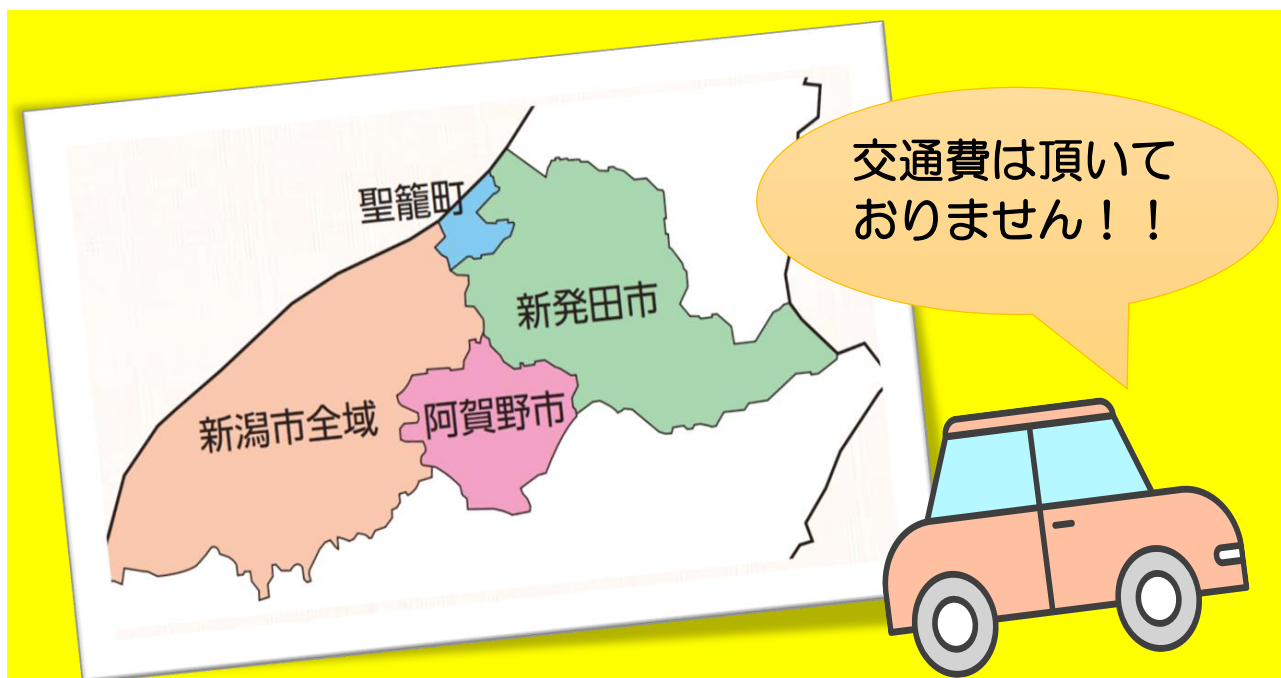 聖籠町
新発田市
新潟市全域
阿賀野市
交通費は頂いて
おりません！！